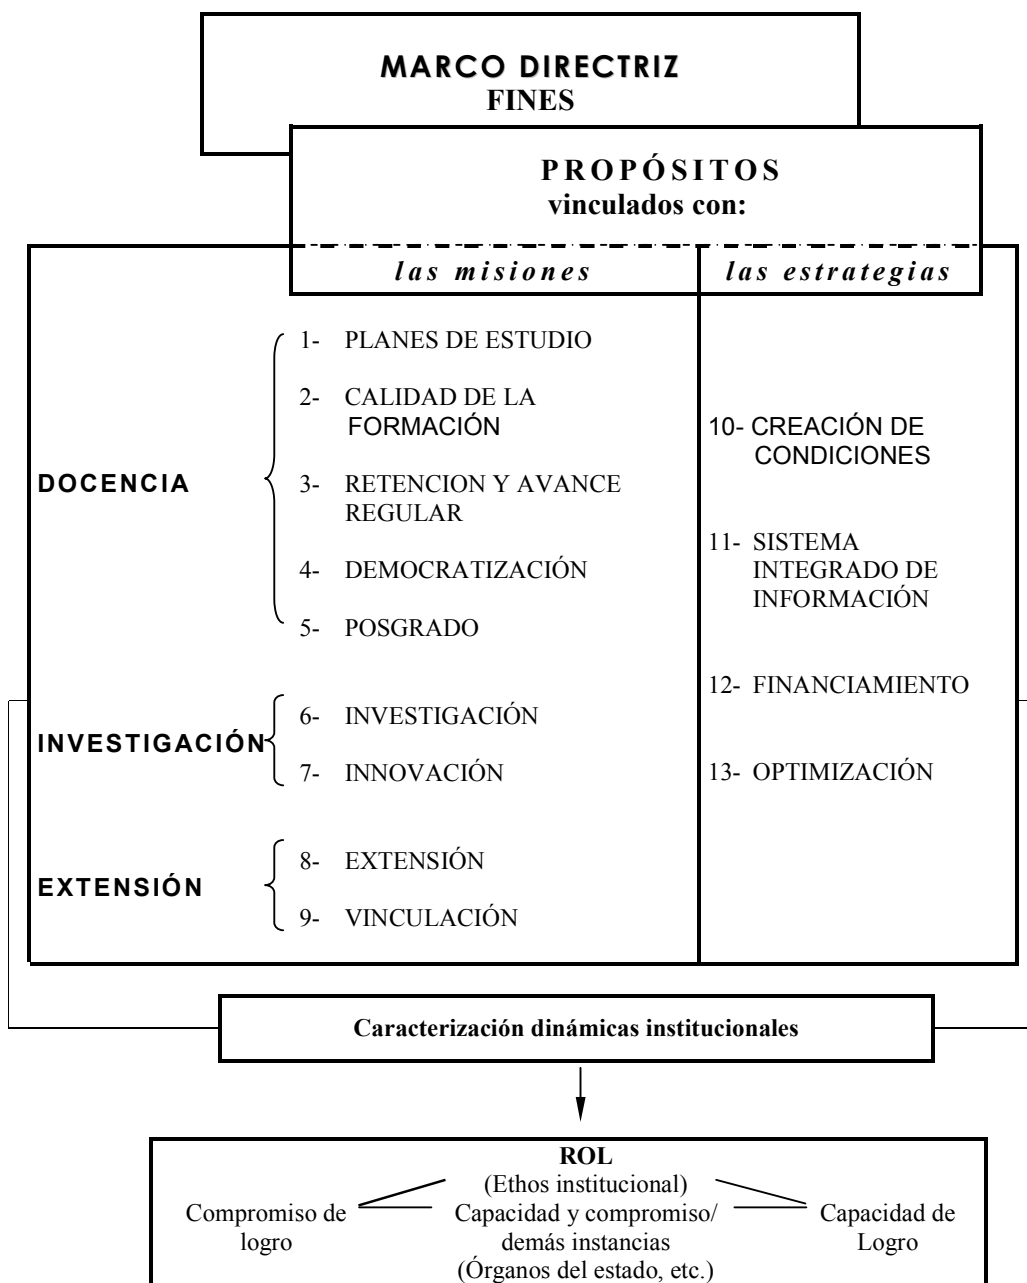 MARCO DIRECTRIZ
FINES
PROPÓSITOS
vinculados con:
las misiones
las estrategias
DOCENCIA
1- PLANES DE ESTUDIO
2- CALIDAD DE LA
FORMACIÓN
3- RETENCION Y AVANCE
REGULAR
4- DEMOCRATIZACIÓN
5- POSGRADO
INVESTIGACIÓN
6- INVESTIGACIÓN
7- INNOVACIÓN
EXTENSIÓN
8- EXTENSIÓN
9- VINCULACIÓN
10- CREACIÓN DE
CONDICIONES
11- SISTEMA
INTEGRADO DE
INFORMACIÓN
12- FINANCIAMIENTO
13- OPTIMIZACIÓN
Caracterización dinámicas institucionales
ROL
(Ethos institucional)
Compromiso de
logro
Capacidad y compromiso/
demás instancias
(Órganos del estado, etc.)
Capacidad de
Logro